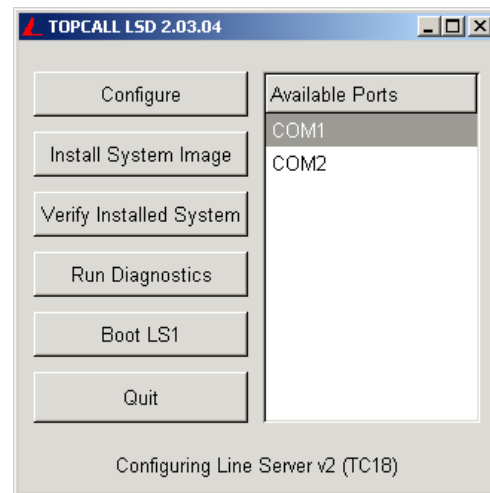 TOPCALL LSD 2.03.04
Configure
Install System Image
Verify Installed System
Run Diagnostics
Boot LS1
Quit
Available Ports
COM1
COM2
Configuring Line Server v2 (TC18)